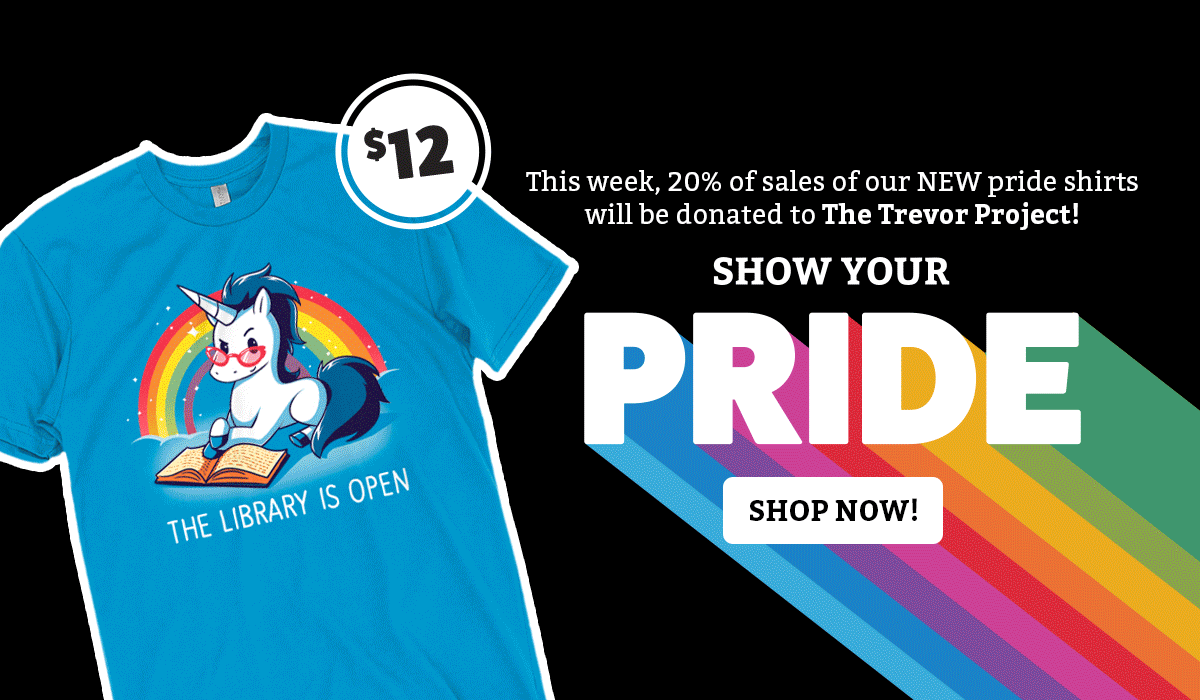 $12
This week, 20% of sales of our NEW pride shirts
will be donated to The Trevor Project!
SHOW YOUR
PRIDE
SHOP NOW!
THE LIBRARY IS OPEN